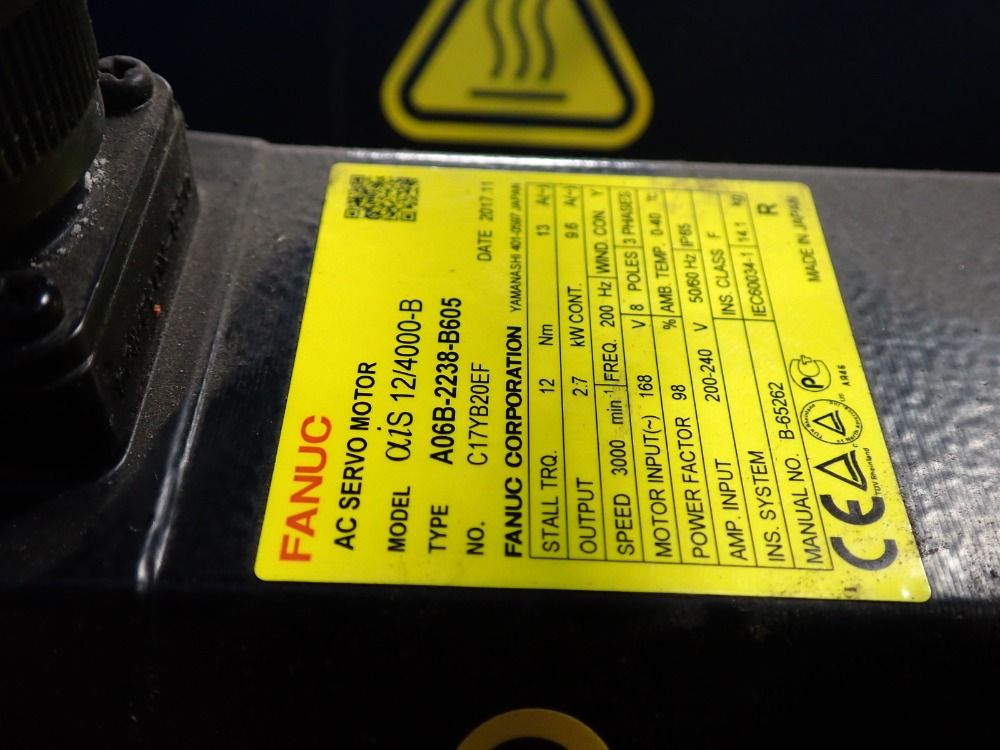 FANUC
AC SERVO MOTOR
MODEL αiS 12/4000-B
TYPE A06B-2238-B605
NO. C17YB20EF DATE 2017.11
FANUC CORPORATION YAMANASHI 401-0597 JAPAN
STALL TRQ. 12 Nm 13 A(~)
OUTPUT 2.7 kW CONT. 9.6 A(~)
SPEED 3000 min⁻¹ FREQ. 200 Hz WIND. CON. Y
MOTOR INPUT(~) 168 V 8 POLES 3 PHASES
POWER FACTOR 98 % AMB. TEMP. 0-40 ℃
AMP. INPUT 200-240 V 50/60 Hz IP65
INS. SYSTEM INS. CLASS F
MANUAL NO. B-65262 IEC60034-1 14.1 kg
CE TÜV Rheinland US R
A946 MADE IN JAPAN